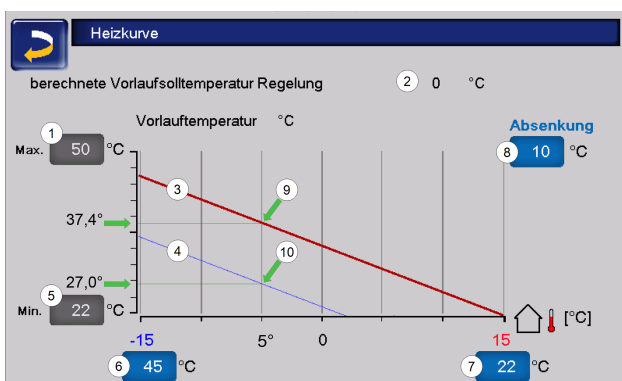 Heizkurve
berechnete Vorlaufsolltemperatur Regelung 2 0 °C
Vorlauftemperatur °C
Absenkung
1
Max. 50 °C
8 10 °C
3
9
37,4°
4
10
27,0°
5
Min. 22 °C
[°C]
-15 5° 0 15
6 45 °C
7 22 °C